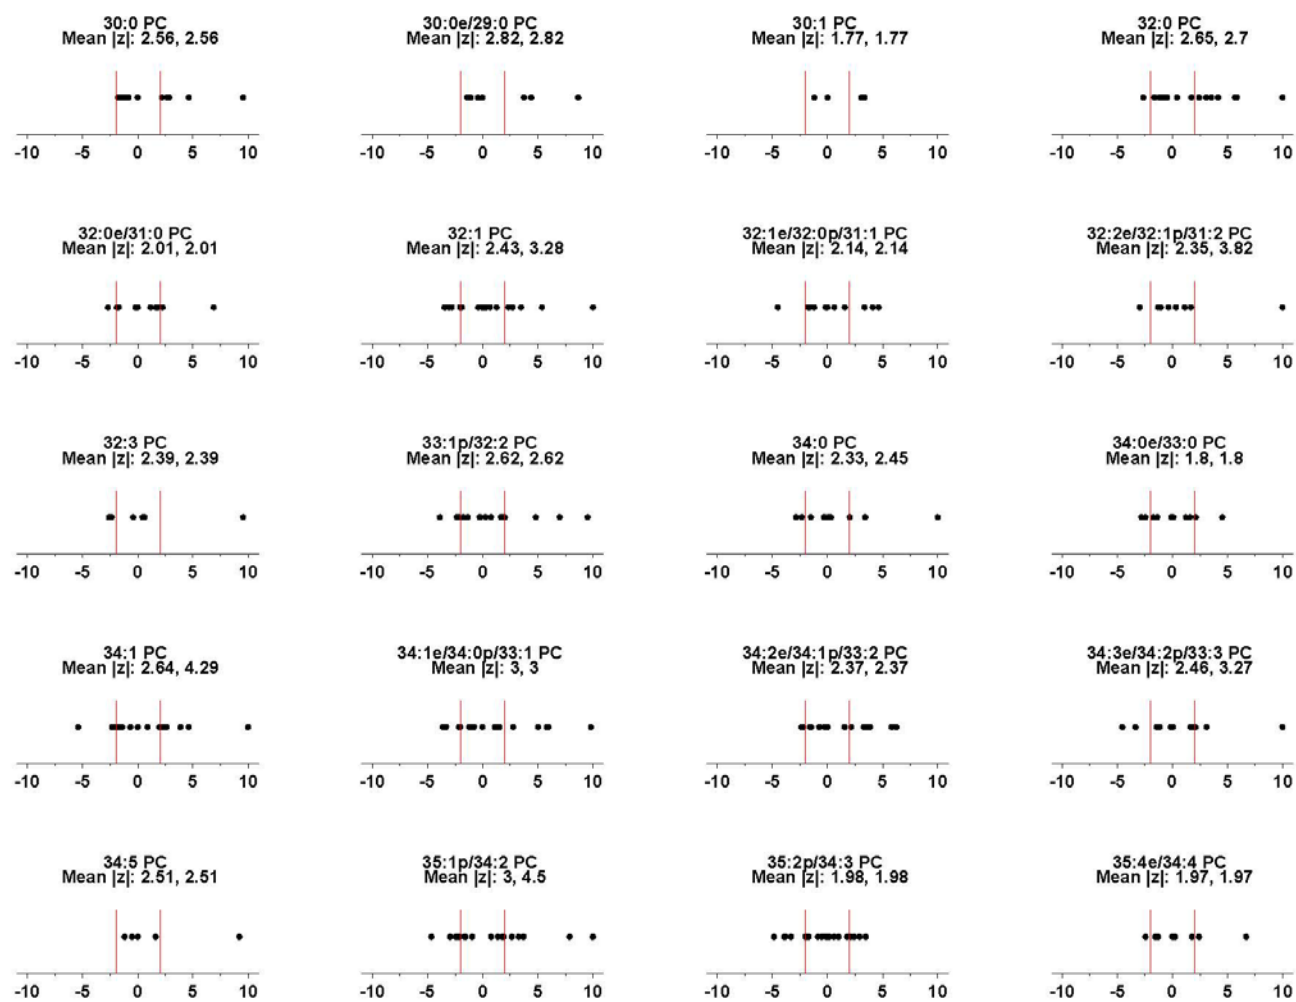 30:0 PC
Mean |z|: 2.56, 2.56
-10 -5 0 5 10
30:0e/29:0 PC
Mean |z|: 2.82, 2.82
-10 -5 0 5 10
30:1 PC
Mean |z|: 1.77, 1.77
-10 -5 0 5 10
32:0 PC
Mean |z|: 2.65, 2.7
-10 -5 0 5 10
32:0e/31:0 PC
Mean |z|: 2.01, 2.01
-10 -5 0 5 10
32:1 PC
Mean |z|: 2.43, 3.28
-10 -5 0 5 10
32:1e/32:0p/31:1 PC
Mean |z|: 2.14, 2.14
-10 -5 0 5 10
32:2e/32:1p/31:2 PC
Mean |z|: 2.35, 3.82
-10 -5 0 5 10
32:3 PC
Mean |z|: 2.39, 2.39
-10 -5 0 5 10
33:1p/32:2 PC
Mean |z|: 2.62, 2.62
-10 -5 0 5 10
34:0 PC
Mean |z|: 2.33, 2.45
-10 -5 0 5 10
34:0e/33:0 PC
Mean |z|: 1.8, 1.8
-10 -5 0 5 10
34:1 PC
Mean |z|: 2.64, 4.29
-10 -5 0 5 10
34:1e/34:0p/33:1 PC
Mean |z|: 3, 3
-10 -5 0 5 10
34:2e/34:1p/33:2 PC
Mean |z|: 2.37, 2.37
-10 -5 0 5 10
34:3e/34:2p/33:3 PC
Mean |z|: 2.46, 3.27
-10 -5 0 5 10
34:5 PC
Mean |z|: 2.51, 2.51
-10 -5 0 5 10
35:1p/34:2 PC
Mean |z|: 3, 4.5
-10 -5 0 5 10
35:2p/34:3 PC
Mean |z|: 1.98, 1.98
-10 -5 0 5 10
35:4e/34:4 PC
Mean |z|: 1.97, 1.97
-10 -5 0 5 10